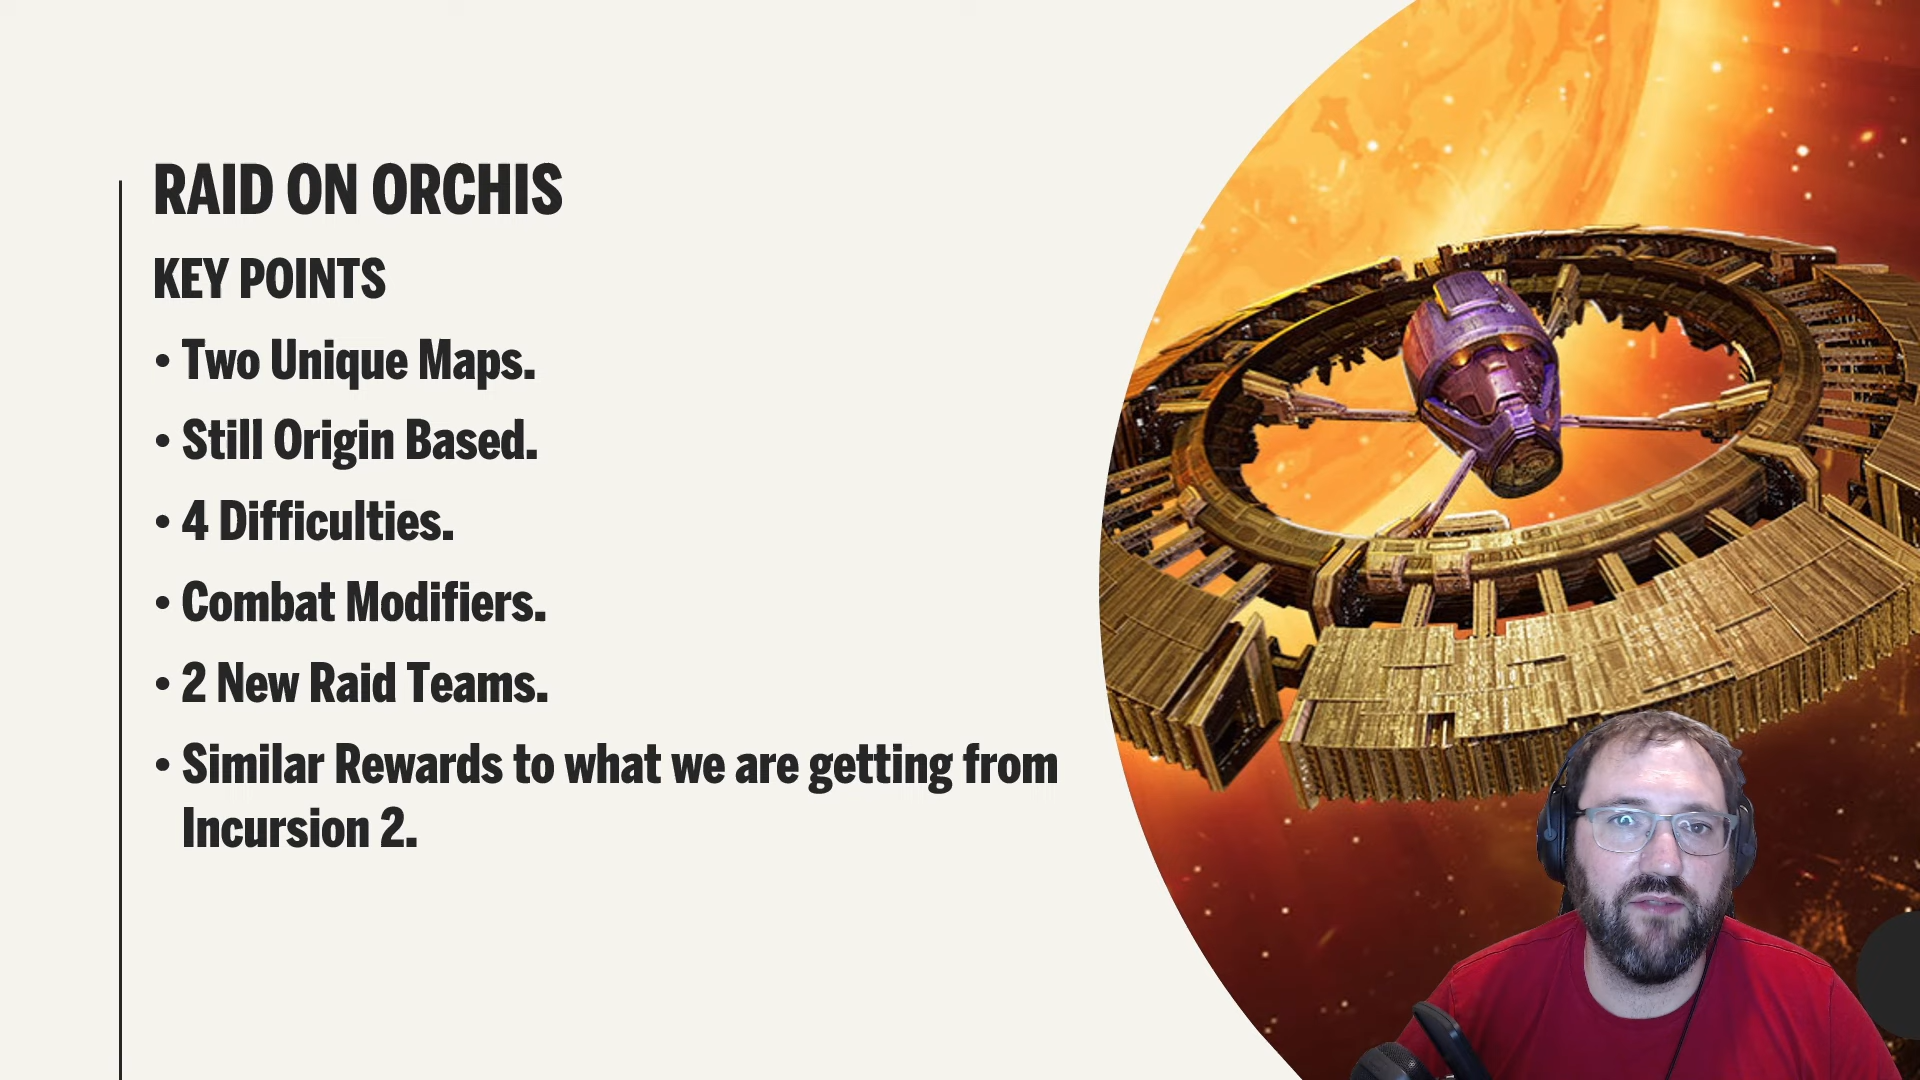 RAID ON ORCHIS
KEY POINTS
• Two Unique Maps.
• Still Origin Based.
• 4 Difficulties.
• Combat Modifiers.
• 2 New Raid Teams.
• Similar Rewards to what we are getting from
Incursion 2.